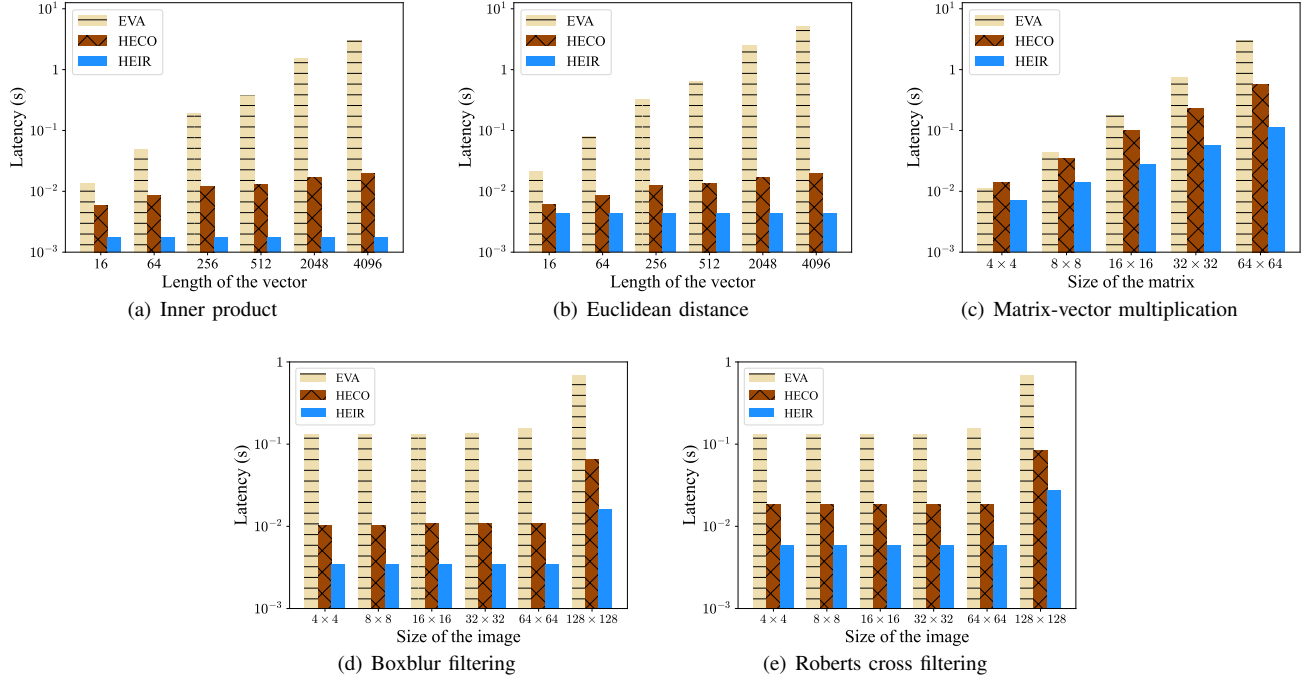 EVA
HECO
HEIR
Latency (s)
10¹
1
10⁻¹
10⁻²
10⁻³
16 64 256 512 2048 4096
Length of the vector
(a) Inner product
EVA
HECO
HEIR
Latency (s)
10¹
1
10⁻¹
10⁻²
10⁻³
16 64 256 512 2048 4096
Length of the vector
(b) Euclidean distance
EVA
HECO
HEIR
Latency (s)
10¹
1
10⁻¹
10⁻²
10⁻³
4 × 4 8 × 8 16 × 16 32 × 32 64 × 64
Size of the matrix
(c) Matrix-vector multiplication
EVA
HECO
HEIR
Latency (s)
1
10⁻¹
10⁻²
10⁻³
4 × 4 8 × 8 16 × 16 32 × 32 64 × 64 128 × 128
Size of the image
(d) Boxblur filtering
EVA
HECO
HEIR
Latency (s)
1
10⁻¹
10⁻²
10⁻³
4 × 4 8 × 8 16 × 16 32 × 32 64 × 64 128 × 128
Size of the image
(e) Roberts cross filtering